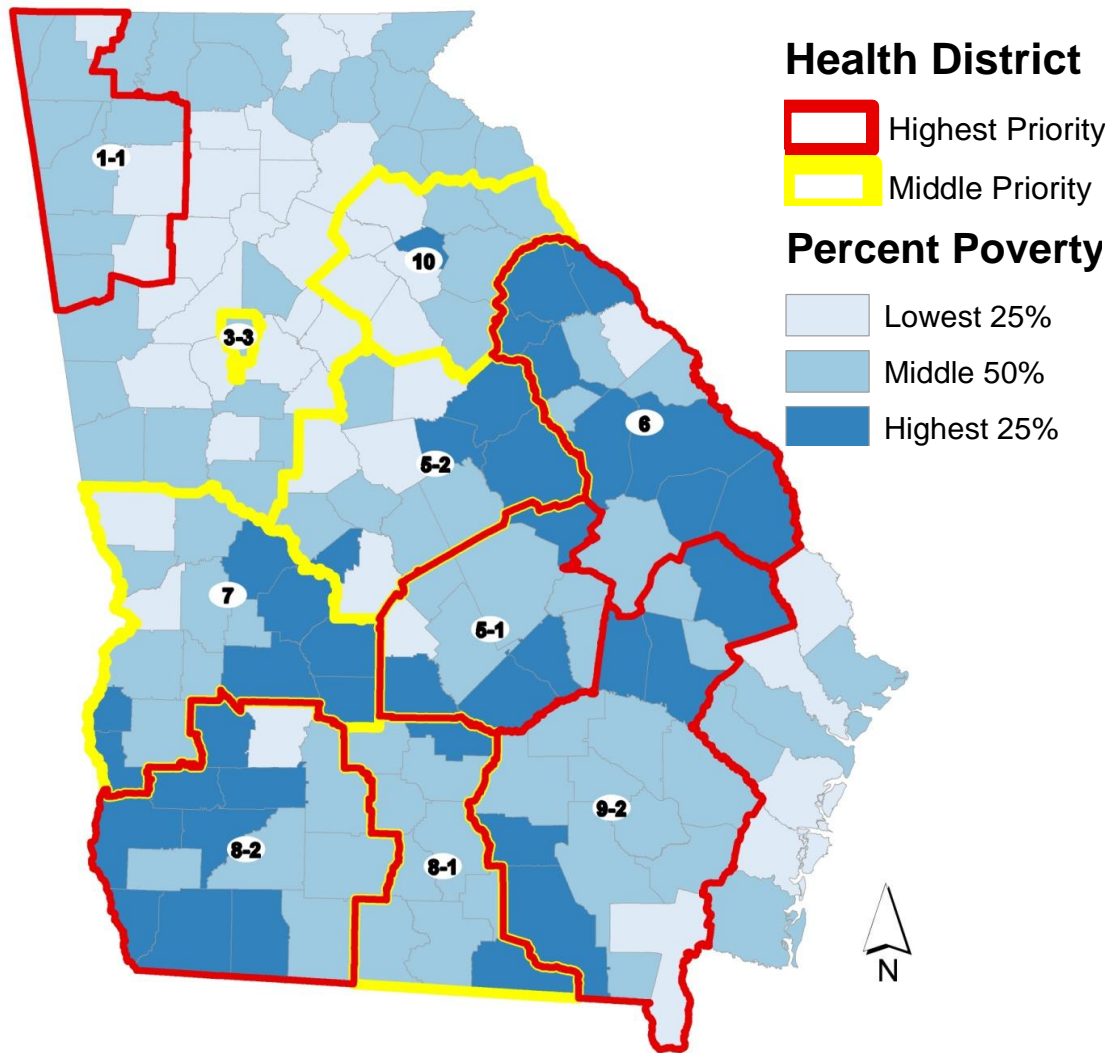 Health District
Highest Priority
Middle Priority
Percent Poverty
Lowest 25%
Middle 50%
Highest 25%
1-1
10
3-3
6
5-2
7
5-1
9-2
8-2
8-1
N